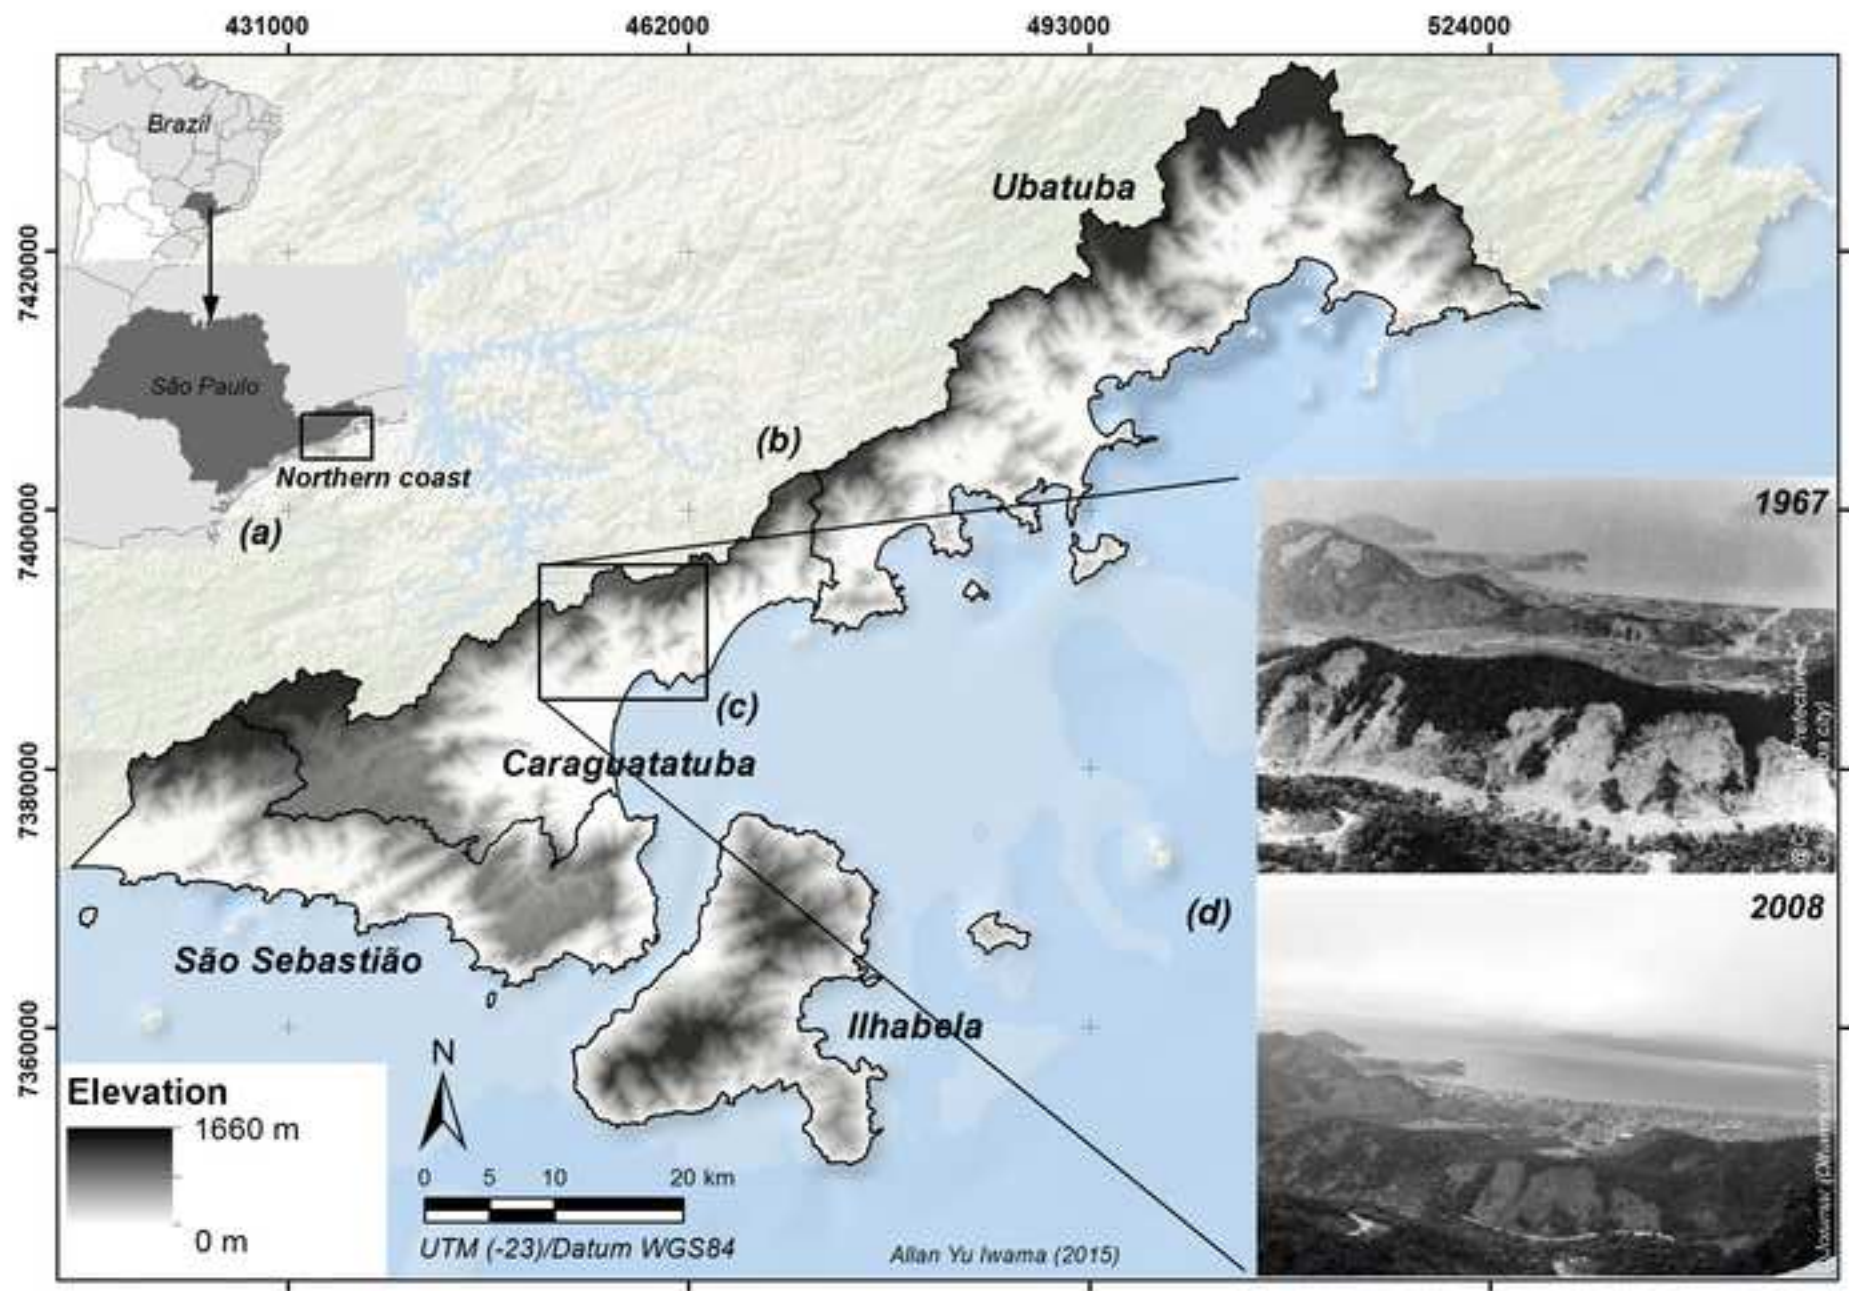 431000
462000
493000
524000
7420000
7400000
7380000
7360000
Brazil
São Paulo
Northern coast
(a)
Ubatuba
(b)
1967
(c)
Caraguatatuba
(d)
2008
São Sebastião
Ilhabela
Elevation
1660 m
0 m
N
0 5 10 20 km
UTM (-23)/Datum WGS84
Allan Yu Iwama (2015)